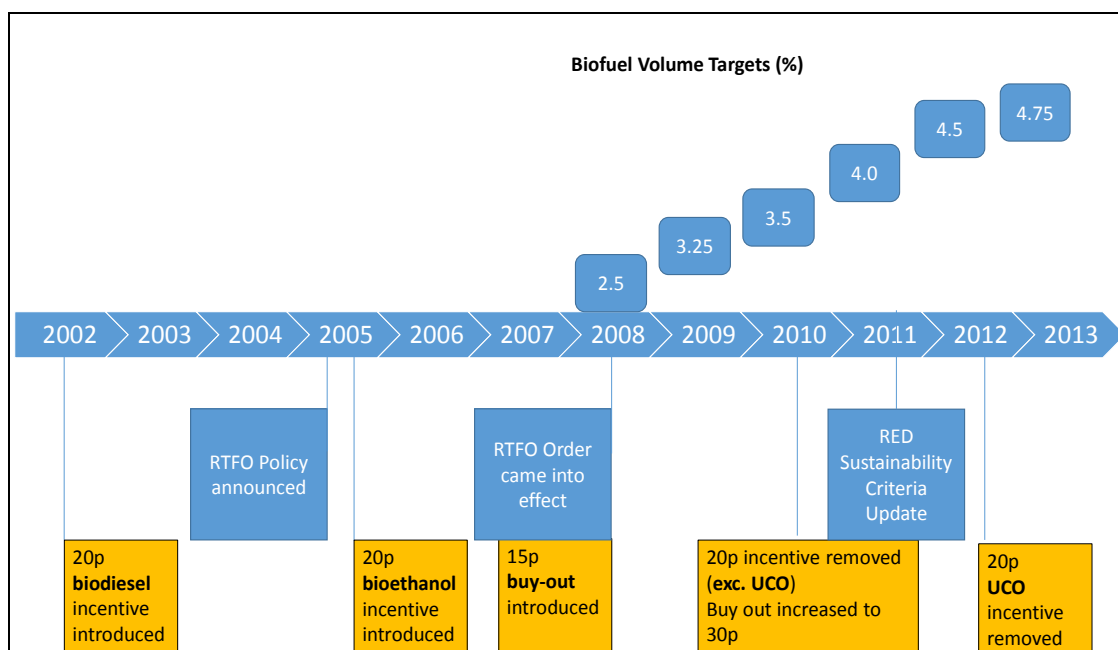 Biofuel Volume Targets (%)
4.75
4.5
4.0
3.5
3.25
2.5
2002 2003 2004 2005 2006 2007 2008 2009 2010 2011 2012 2013
RTFO Policy
announced
RTFO Order
came into
effect
RED
Sustainability
Criteria
Update
20p
biodiesel
incentive
introduced
20p
bioethanol
incentive
introduced
15p
buy-out
introduced
20p incentive removed
(exc. UCO)
Buy out increased to
30p
20p
UCO
incentive
removed